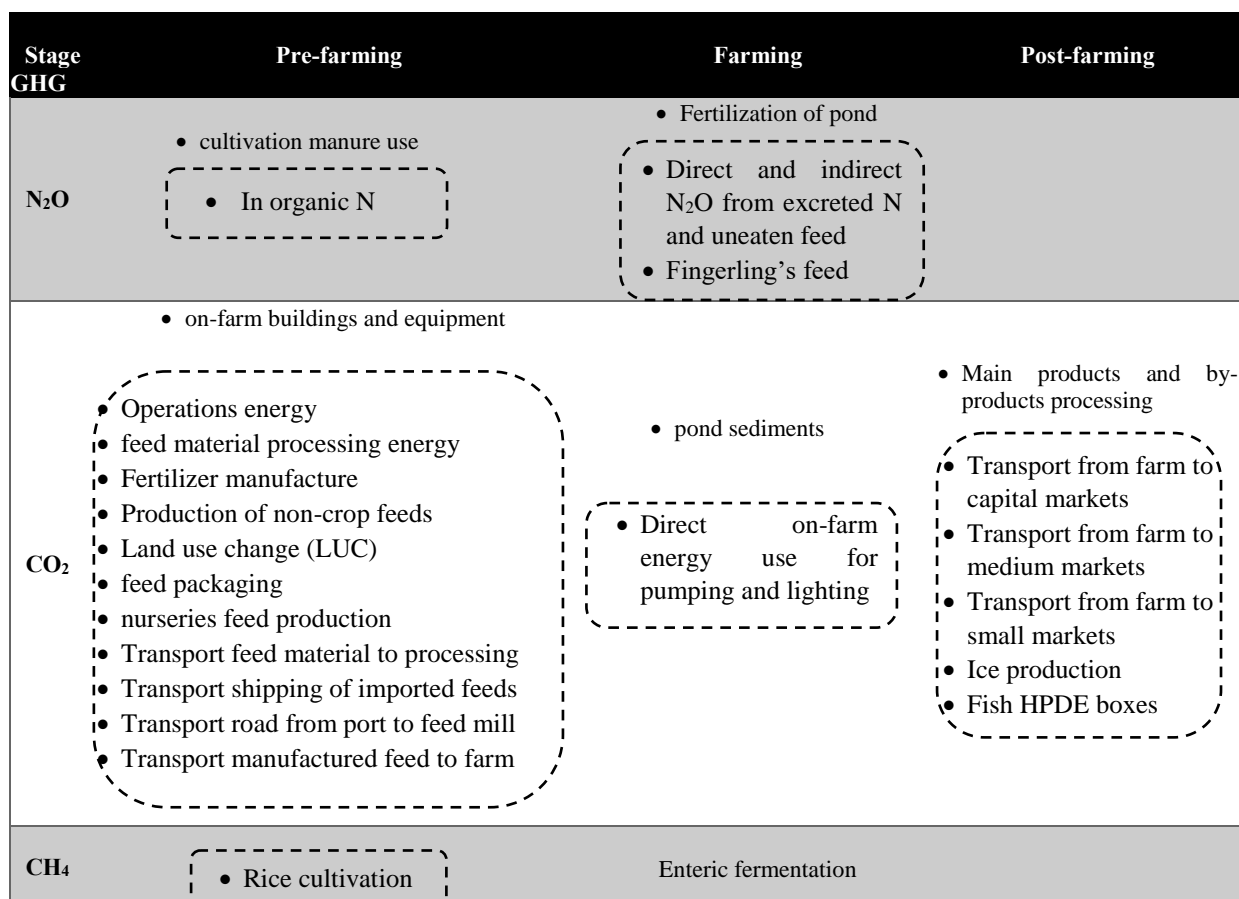 Stage Pre-farming Farming Post-farming
GHG
N₂O
• cultivation manure use
• In organic N
• Fertilization of pond
• Direct and indirect
N₂O from excreted N
and uneaten feed
• Fingerling’s feed
CO₂
• on-farm buildings and equipment
• Operations energy
• feed material processing energy
• Fertilizer manufacture
• Production of non-crop feeds
• Land use change (LUC)
• feed packaging
• nurseries feed production
• Transport feed material to processing
• Transport shipping of imported feeds
• Transport road from port to feed mill
• Transport manufactured feed to farm
• pond sediments
• Direct on-farm
energy use for
pumping and lighting
• Main products and by-
products processing
• Transport from farm to
capital markets
• Transport from farm to
medium markets
• Transport from farm to
small markets
• Ice production
• Fish HPDE boxes
CH₄
• Rice cultivation
Enteric fermentation